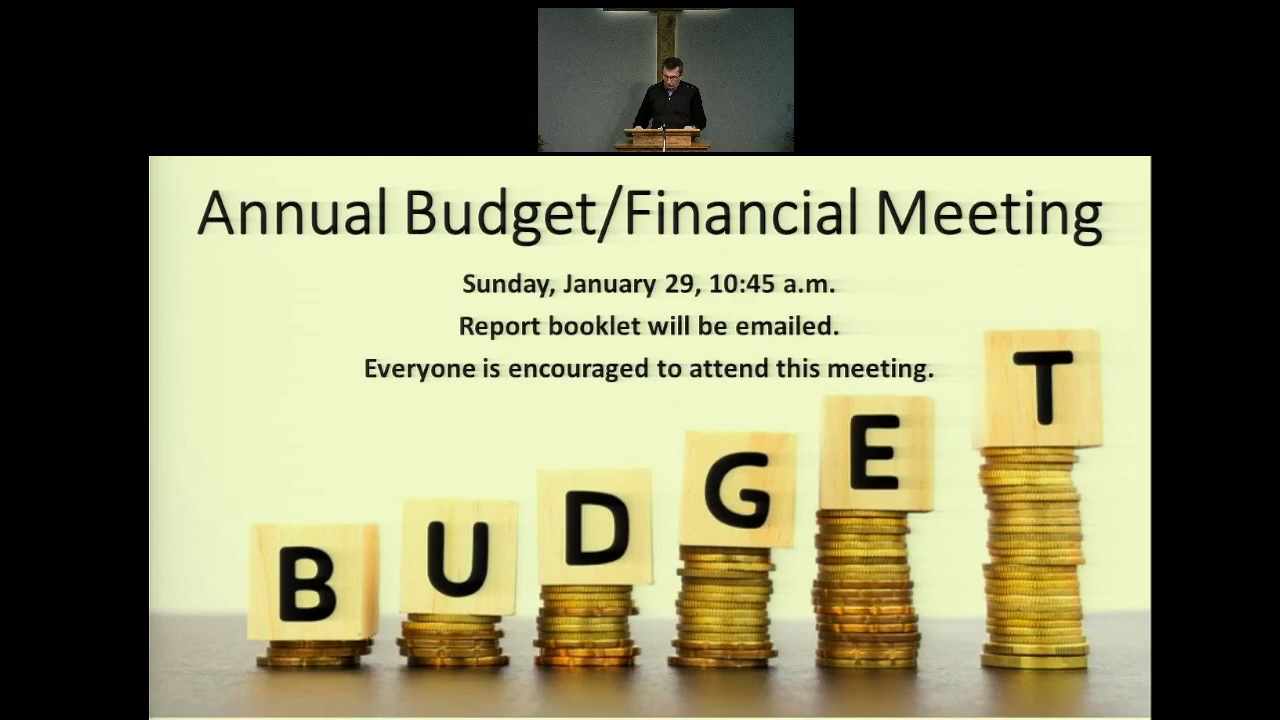 Annual Budget/Financial Meeting
Sunday, January 29, 10:45 a.m.
Report booklet will be emailed.
Everyone is encouraged to attend this meeting.
BUDGET